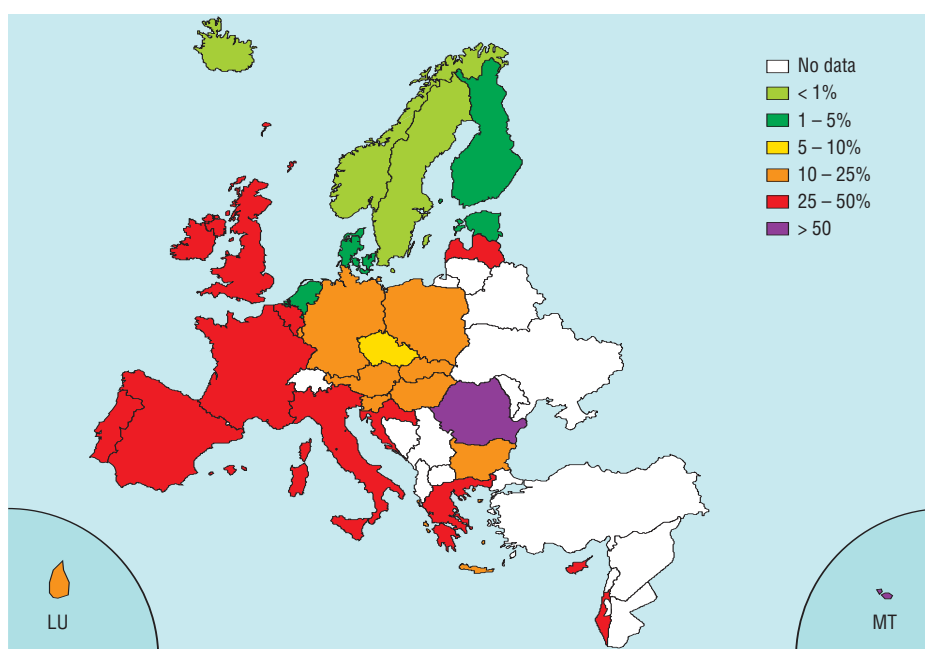 No data
< 1%
1 – 5%
5 – 10%
10 – 25%
25 – 50%
> 50
LU
MT